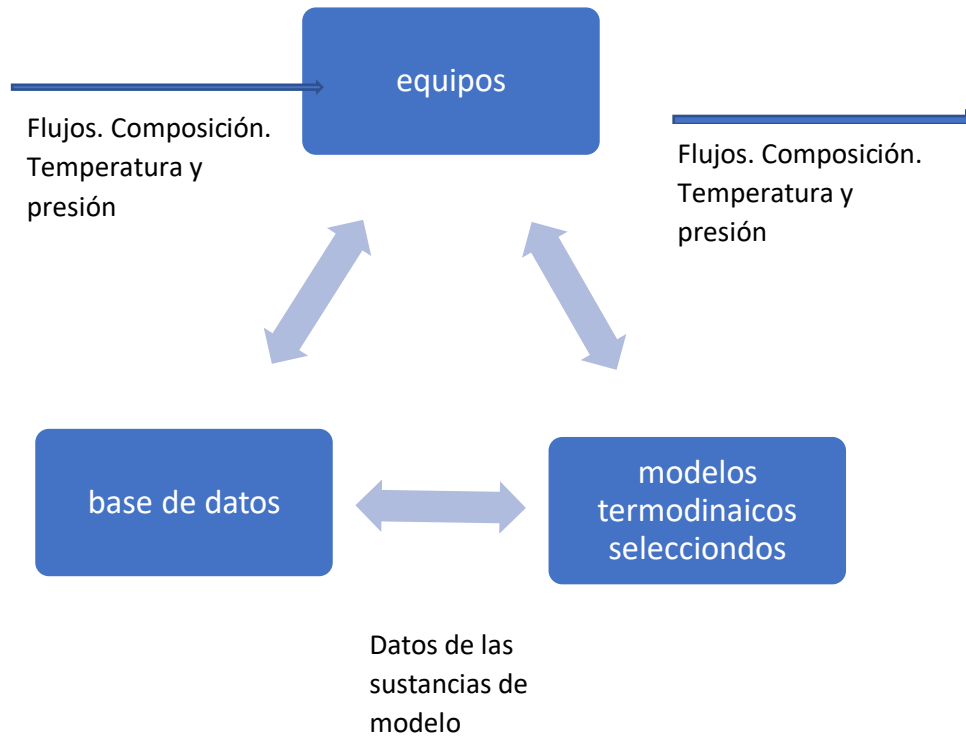 equipos
Flujos. Composición.
Temperatura y
presión
Flujos. Composición.
Temperatura y
presión
base de datos
modelos
termodinaicos
selecciondos
Datos de las
sustancias de
modelo